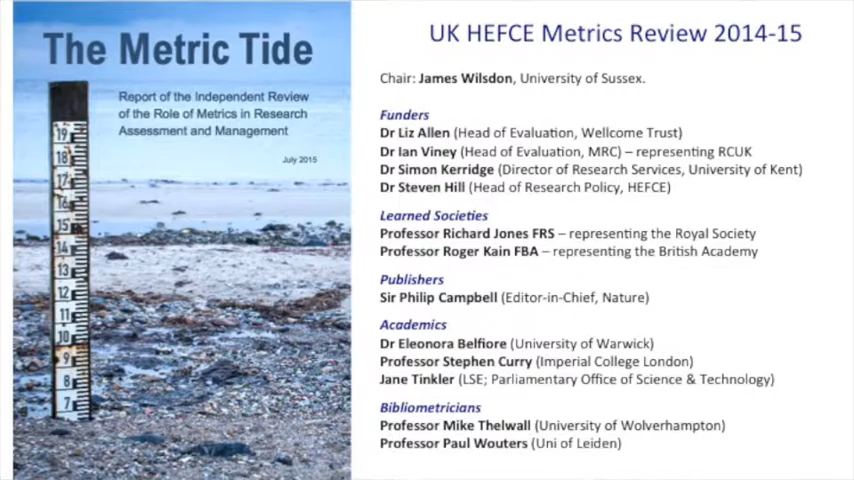 The Metric Tide
Report of the Independent Review
of the Role of Metrics in Research
Assessment and Management
July 2015
19
18
17
16
15
14
13
12
11
10
9
8
7
UK HEFCE Metrics Review 2014-15
Chair: James Wilsdon, University of Sussex.
Funders
Dr Liz Allen (Head of Evaluation, Wellcome Trust)
Dr Ian Viney (Head of Evaluation, MRC) – representing RCUK
Dr Simon Kerridge (Director of Research Services, University of Kent)
Dr Steven Hill (Head of Research Policy, HEFCE)
Learned Societies
Professor Richard Jones FRS – representing the Royal Society
Professor Roger Kain FBA – representing the British Academy
Publishers
Sir Philip Campbell (Editor-in-Chief, Nature)
Academics
Dr Eleonora Belfiore (University of Warwick)
Professor Stephen Curry (Imperial College London)
Jane Tinkler (LSE; Parliamentary Office of Science & Technology)
Bibliometricians
Professor Mike Thelwall (University of Wolverhampton)
Professor Paul Wouters (Uni of Leiden)